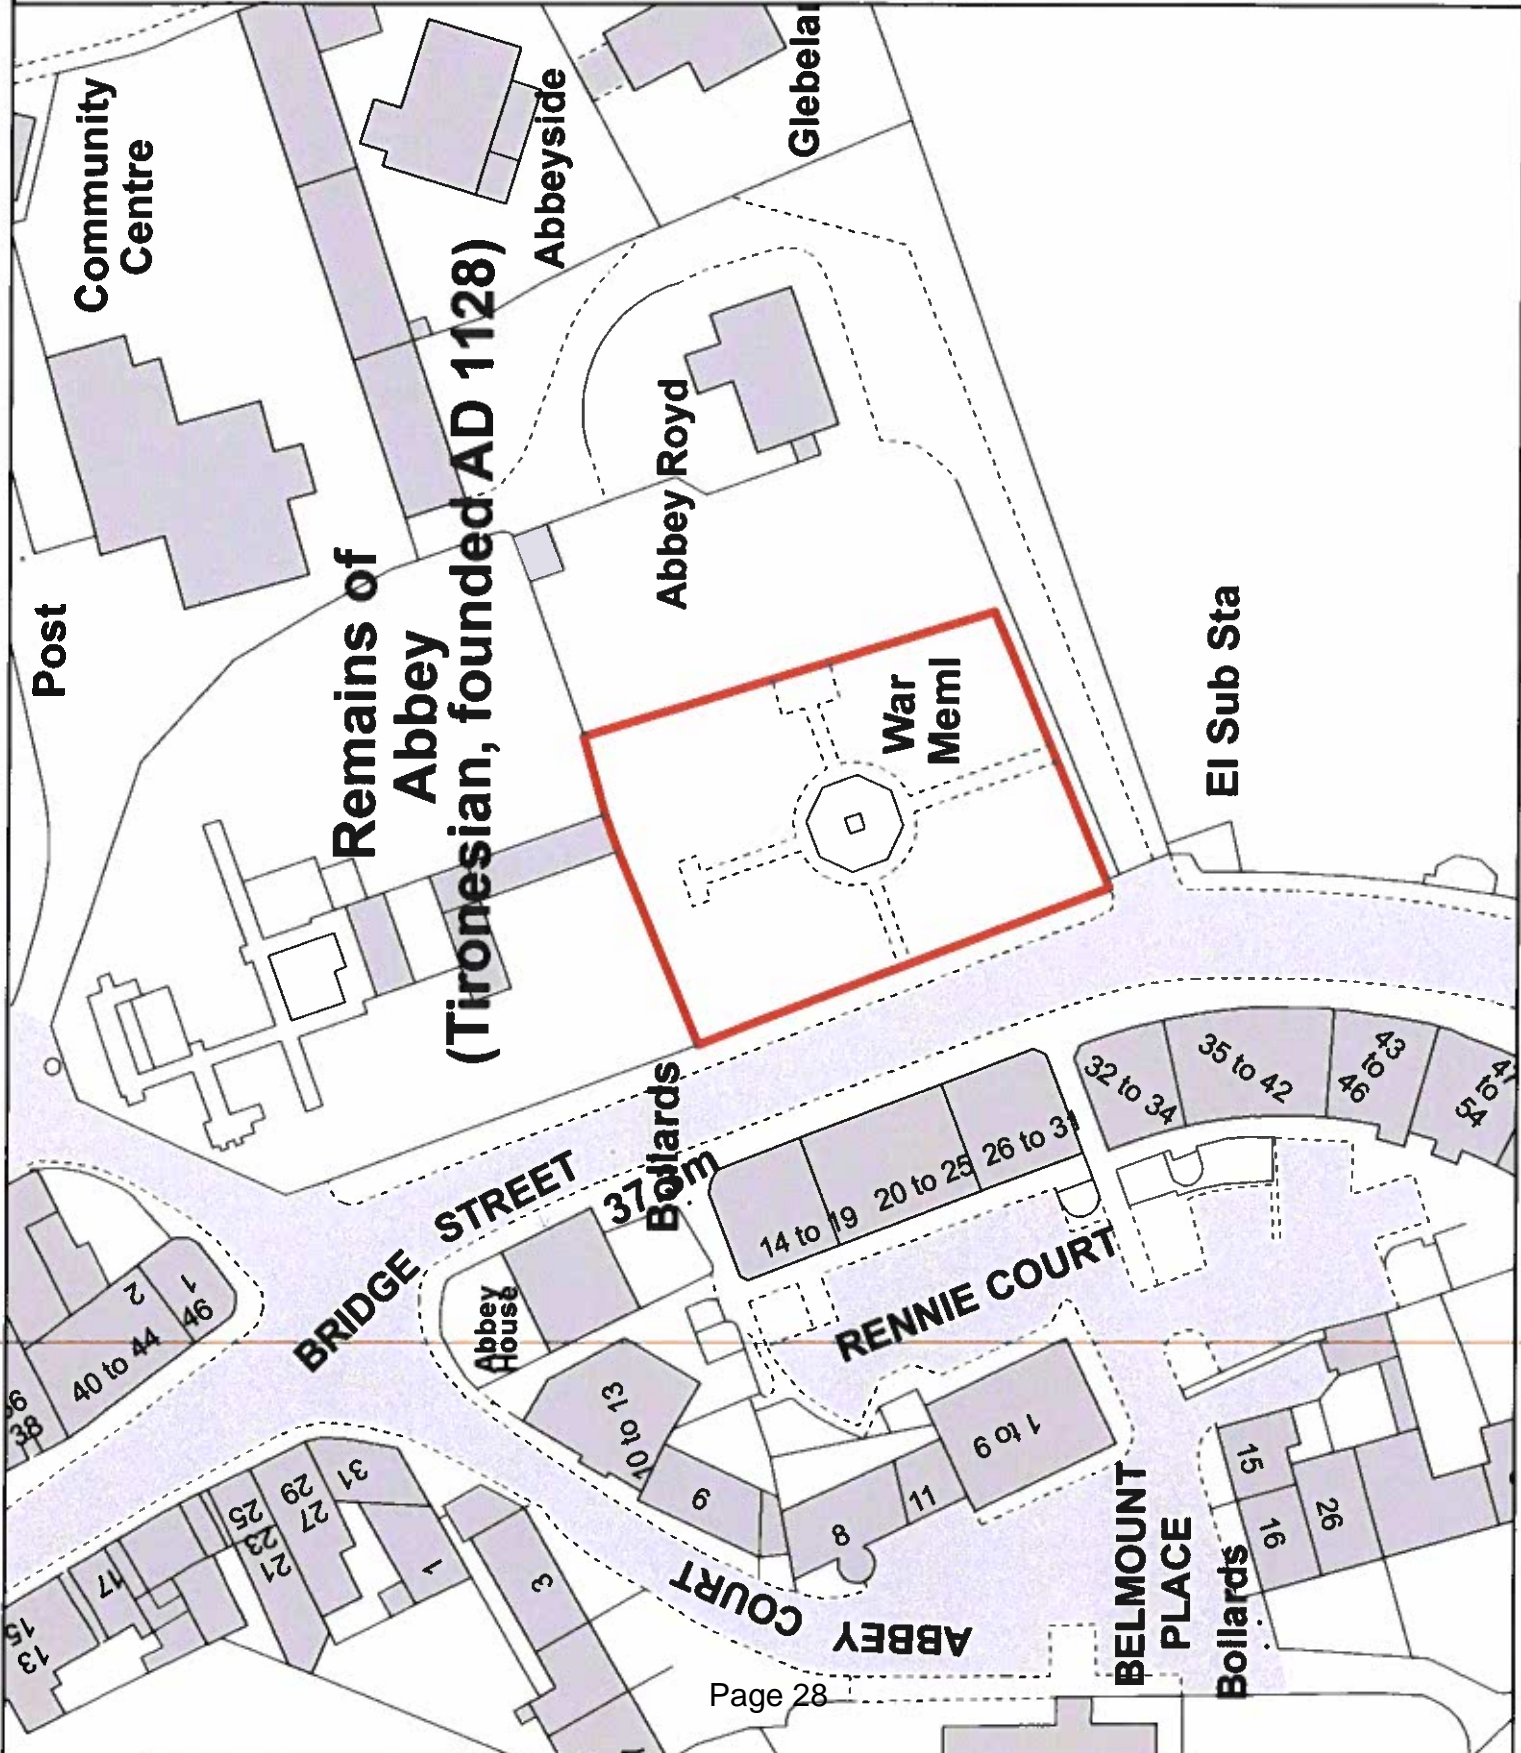 Community
Centre
Abbeyside
Glebela
Post
Remains of
Abbey
(Tironesian, founded AD 1128)
Abbey Royd
War
Meml
El Sub Sta
Bollards
BRIDGE STREET
Abbey
House
14 to 19
20 to 25
26 to 31
32 to 34
35 to 42
43
to
46
to
54
RENNIE COURT
2
1
46
40 to 44
38
10 to 13
9
8
11
1 to 9
31
29
27
25
23
21
17
15
13
1
3
ABBEY COURT
BELMOUNT
PLACE
Bollards
15
16
26
Page 28